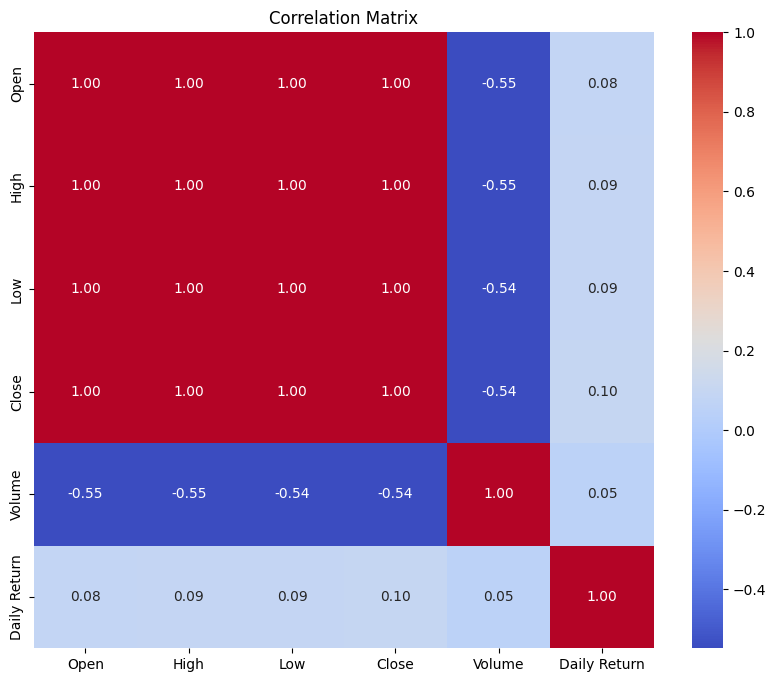 Correlation Matrix
Open 1.00 1.00 1.00 1.00 -0.55 0.08
High 1.00 1.00 1.00 1.00 -0.55 0.09
Low 1.00 1.00 1.00 1.00 -0.54 0.09
Close 1.00 1.00 1.00 1.00 -0.54 0.10
Volume -0.55 -0.55 -0.54 -0.54 1.00 0.05
Daily Return 0.08 0.09 0.09 0.10 0.05 1.00
Open High Low Close Volume Daily Return
1.0
0.8
0.6
0.4
0.2
0.0
−0.2
−0.4